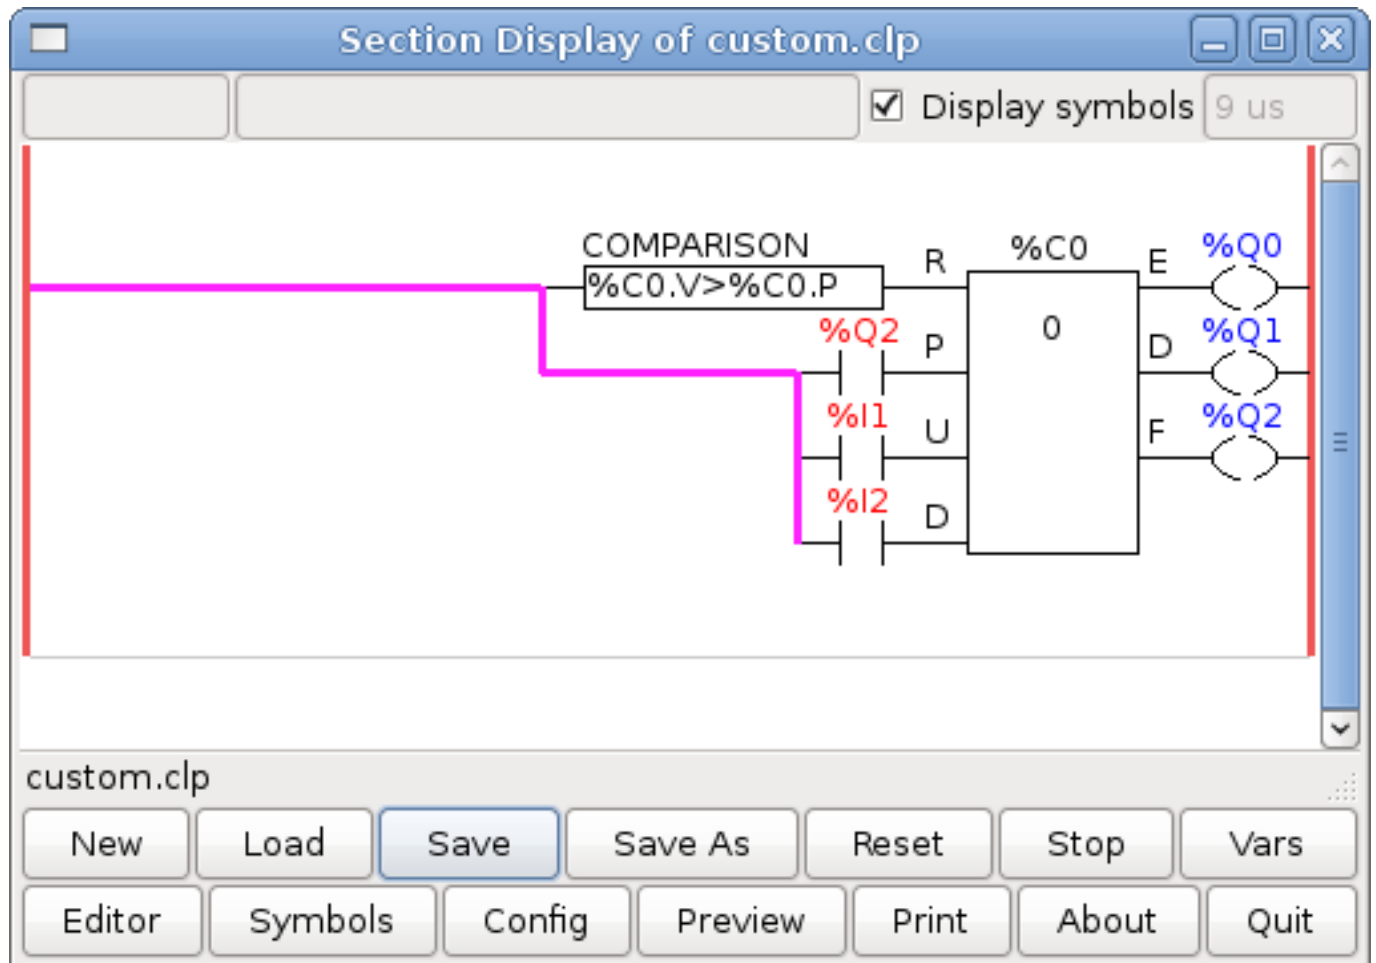 Section Display of custom.clp
Display symbols 9 us
COMPARISON R %C0 E %Q0
%C0.V>%C0.P
%Q2 P 0 D %Q1
%I1 U F %Q2
%I2 D
custom.clp
New Load Save Save As Reset Stop Vars
Editor Symbols Config Preview Print About Quit